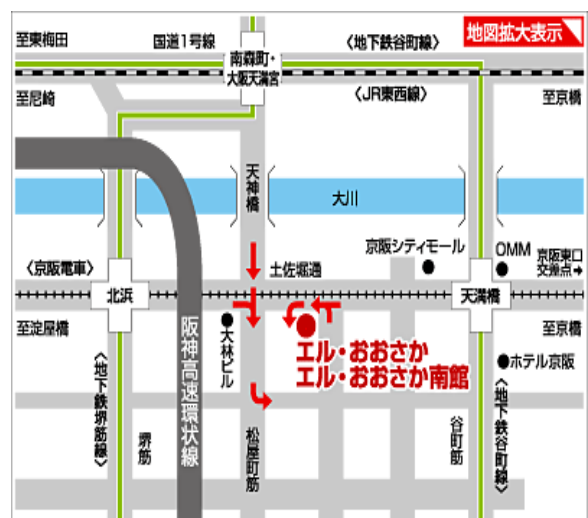 地図拡大表示
至東梅田
国道1号線
南森町・
大阪天満宮
〈地下鉄谷町線〉
至尼崎
〈JR東西線〉
至京橋
天神橋
大川
京阪シティモール
OMM
京阪東口
交差点→
〈京阪電車〉
土佐堀通
北浜
天満橋
至淀屋橋
大林ビル
至京橋
エル・おおさか
エル・おおさか南館
ホテル京阪
阪神高速環状線
〈地下鉄堺筋線〉
堺筋
松屋町筋
谷町筋
〈地下鉄谷町線〉